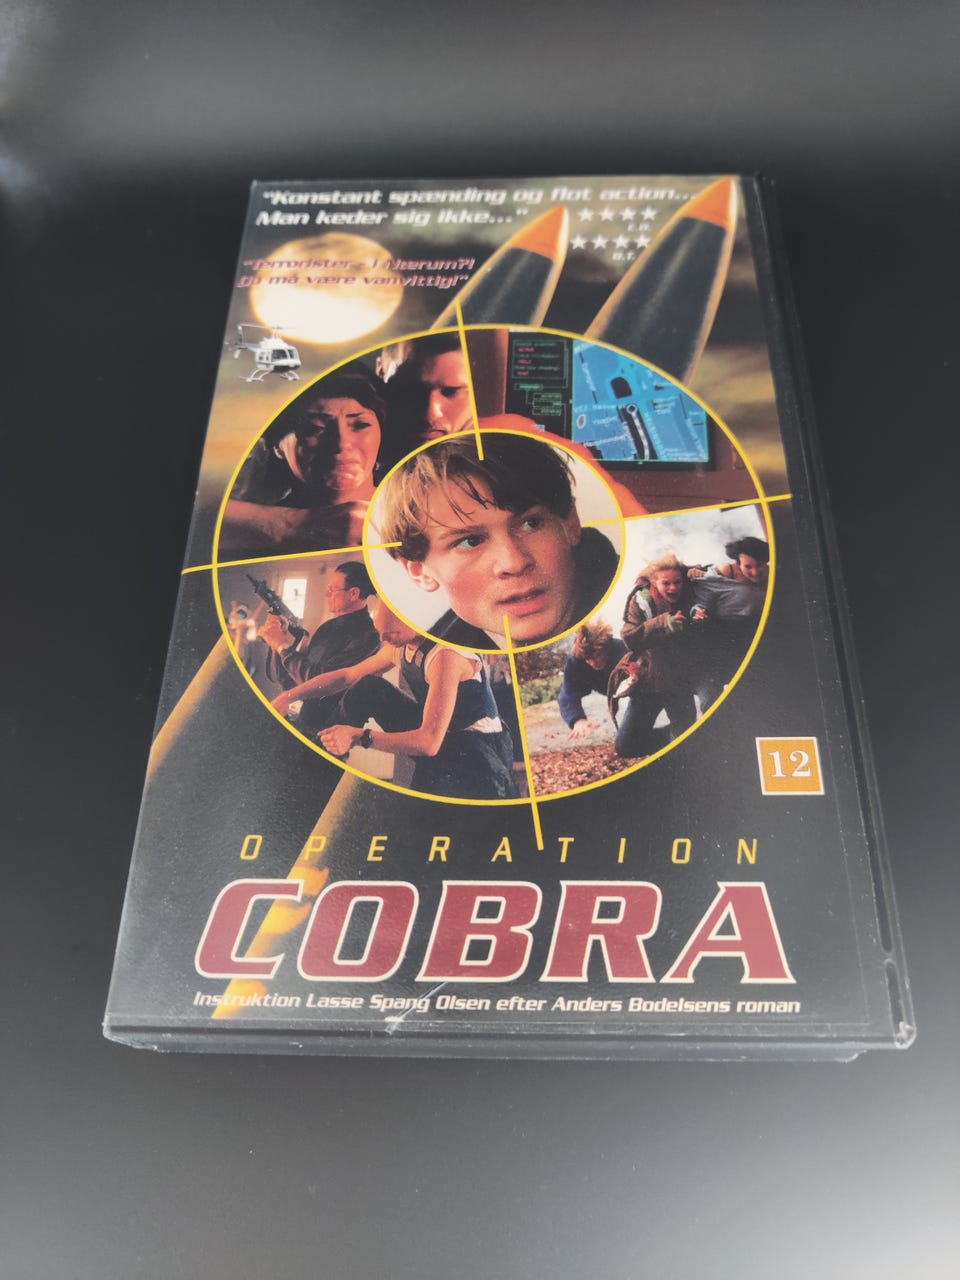 "Konstant spænding og flot action...
Man keder sig ikke..."
"Terrorister - i Nærum?!
Du må være vanvittig!"
12
OPERATION
COBRA
Instruktion Lasse Spang Olsen efter Anders Bodelsens roman